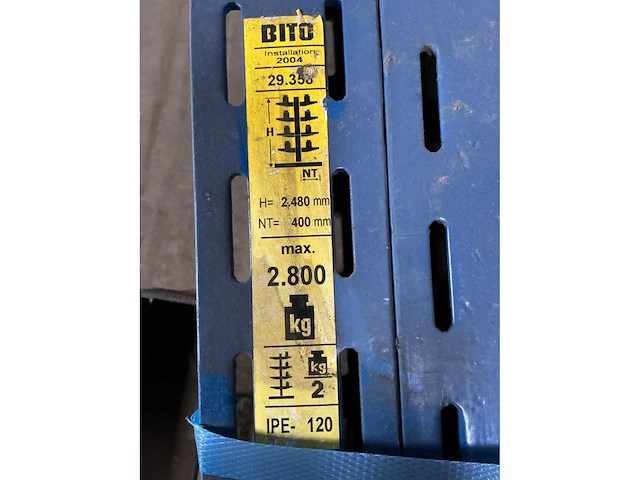 BITO
Installation
2004
29.358
H
NT
H= 2.480 mm
NT= 400 mm
max.
2.800
kg
kg
2
IPE- 120